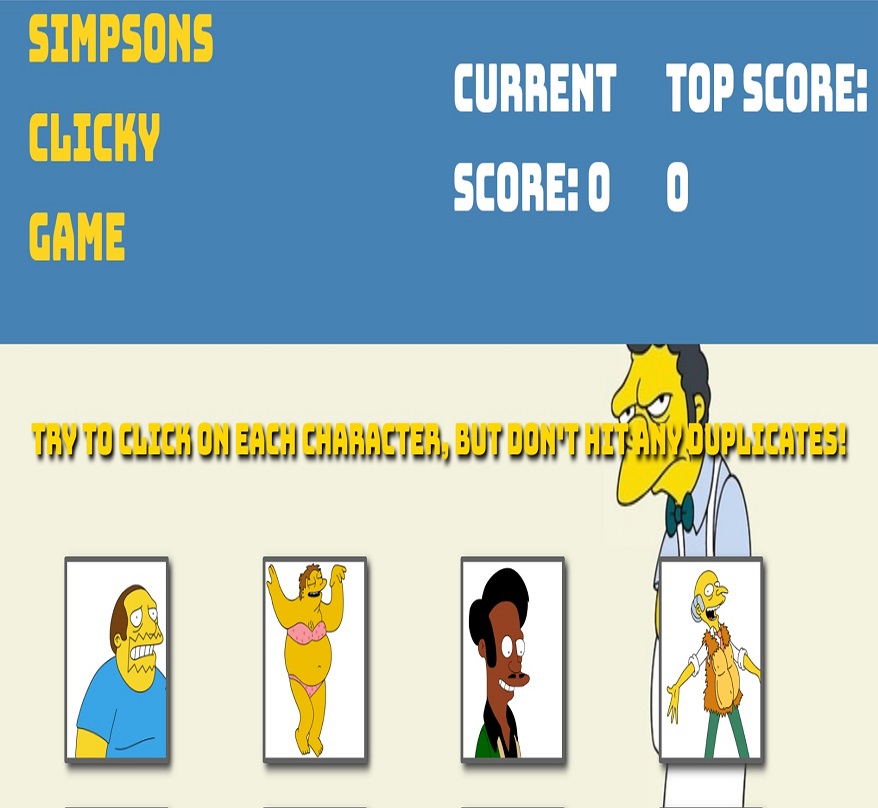 SIMPSONS
CLICKY
GAME
CURRENT
SCORE: 0
TOP SCORE:
0
TRY TO CLICK ON EACH CHARACTER, BUT DON'T HIT ANY DUPLICATES!